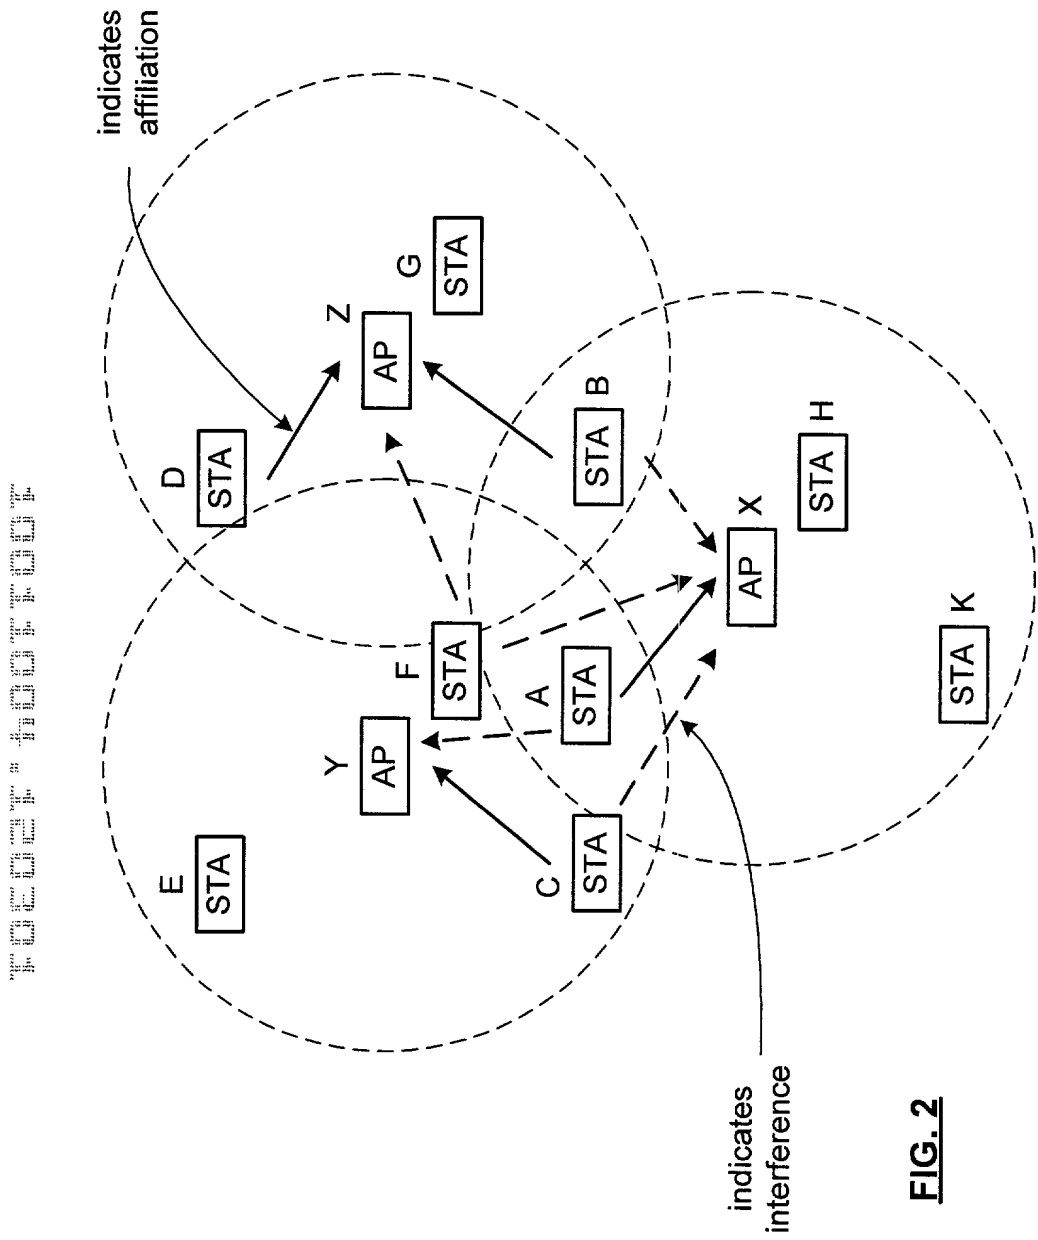 indicates
affiliation
E
STA
D
STA
Y
AP
Z
AP
F
STA
G
STA
C
STA
A
STA
STA B
indicates
interference
X
AP
STA H
STA K
FIG. 2